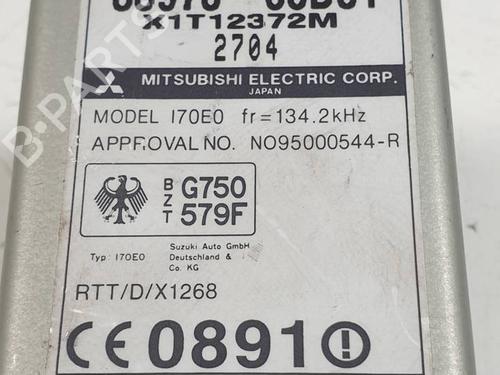 X1T12372M
2704
MITSUBISHI ELECTRIC CORP.
JAPAN
MODEL I70E0 fr=134.2kHz
APPROVAL NO. NO95000544-R
BZT G750 579F
Typ: I70E0
Suzuki Auto GmbH
Deutschland &
Co. KG
RTT/D/X1268
CE0891
B-PARTS